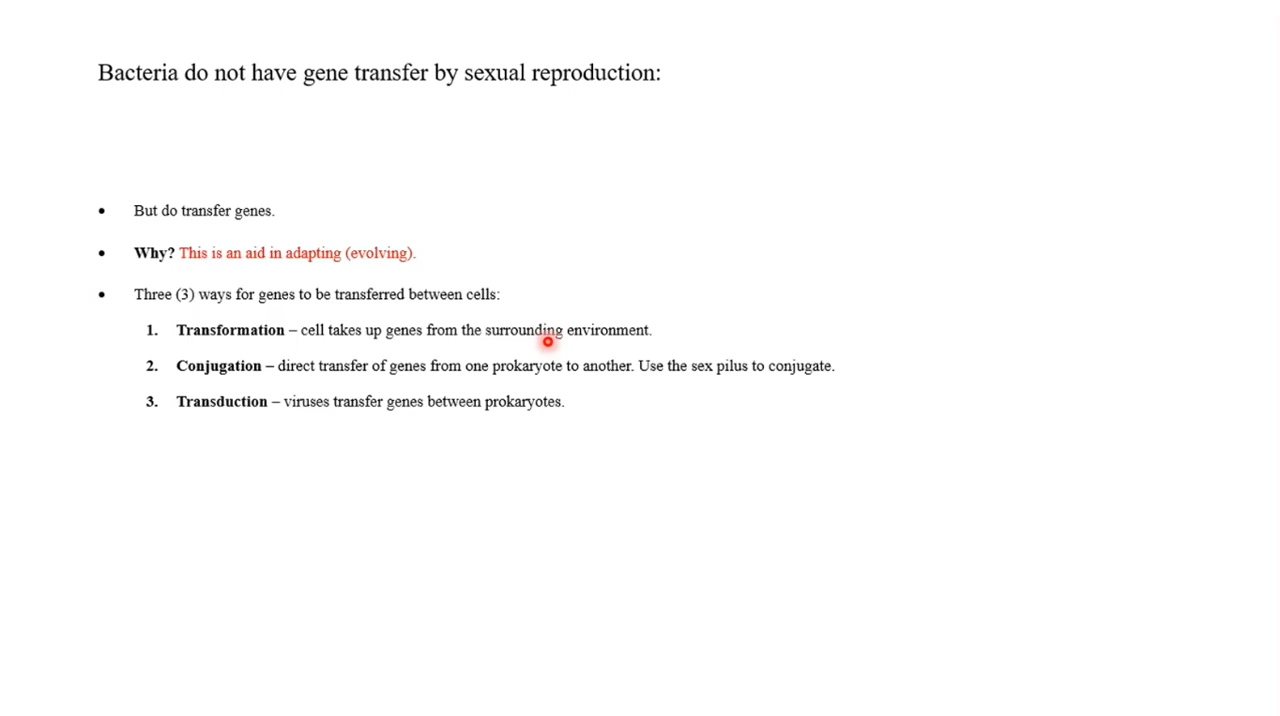 Bacteria do not have gene transfer by sexual reproduction:
• But do transfer genes.
• Why? This is an aid in adapting (evolving).
• Three (3) ways for genes to be transferred between cells:
1. Transformation – cell takes up genes from the surrounding environment.
2. Conjugation – direct transfer of genes from one prokaryote to another. Use the sex pilus to conjugate.
3. Transduction – viruses transfer genes between prokaryotes.